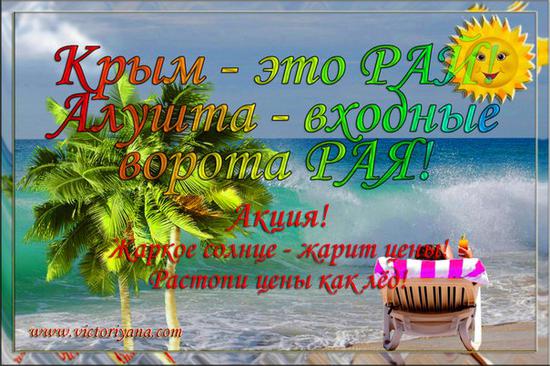 Крым - это РАЙ!
Алушта - входные
ворота РАЯ!
Акция!
Жаркое солнце - жарит цены!
Растопи цены как лёд!
www.victoriyana.com